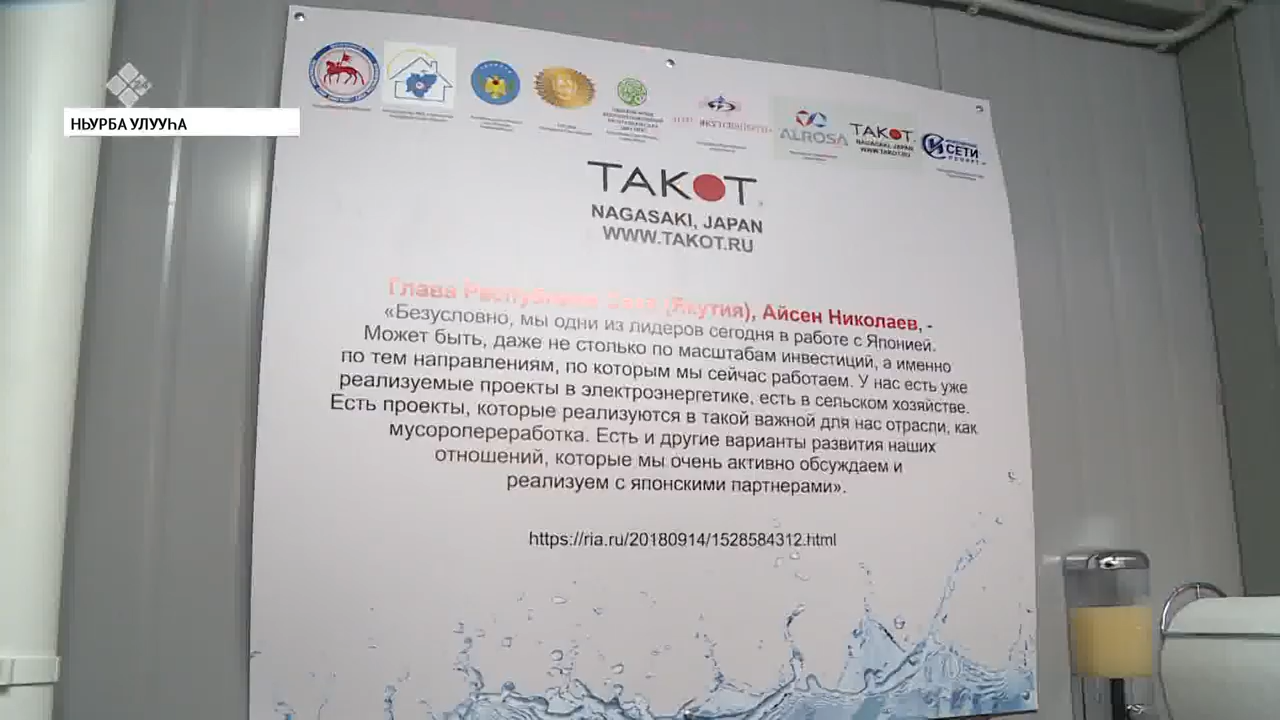 НЬУРБА УЛУУҺА
ALROSA
TAKOT
NAGASAKI, JAPAN
WWW.TAKOT.RU
СЕТИ
TAKOT
NAGASAKI, JAPAN
WWW.TAKOT.RU
Глава Республики Саха (Якутия), Айсен Николаев, -
«Безусловно, мы одни из лидеров сегодня в работе с Японией.
Может быть, даже не столько по масштабам инвестиций, а именно
по тем направлениям, по которым мы сейчас работаем. У нас есть уже
реализуемые проекты в электроэнергетике, есть в сельском хозяйстве.
Есть проекты, которые реализуются в такой важной для нас отрасли, как
мусоропереработка. Есть и другие варианты развития наших
отношений, которые мы очень активно обсуждаем и
реализуем с японскими партнерами».
https://ria.ru/20180914/1528584312.html